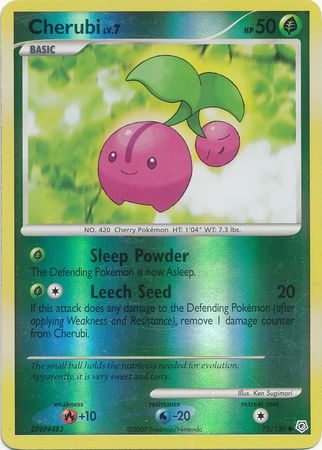 Cherubi LV.7 HP 50
BASIC
NO. 420 Cherry Pokémon HT: 1'04" WT: 7.3 lbs.
Sleep Powder
The Defending Pokémon is now Asleep.
Leech Seed 20
If this attack does any damage to the Defending Pokémon (after
applying Weakness and Resistance), remove 1 damage counter
from Cherubi.
The small ball holds the nutrients needed for evolution.
Apparently, it is very sweet and tasty.
Illus. Ken Sugimori
weakness resistance retreat cost
+10 -20
DPBP#483 ©2007 Pokémon/Nintendo 75/130